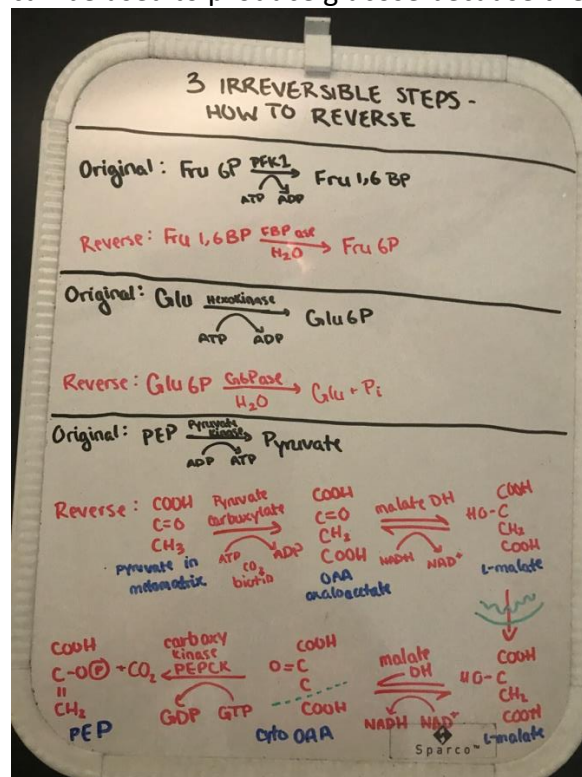 3 IRREVERSIBLE STEPS -
HOW TO REVERSE
Original: Fru 6P PFK1 Fru 1,6 BP
ATP ADP
Reverse: Fru 1,6BP FBPase Fru 6P
H₂O
Original: Glu Hexokinase Glu6P
ATP ADP
Reverse: Glu 6P G6Pase Glu + Pi
H₂O
Original: PEP Pyruvate Kinase Pyruvate
ADP ATP
Reverse: COOH Pyruvate carboxylate COOH malate DH COOH
C=O C=O HO-C
CH₃ CH₂ CH₂
COOH COOH
ATP CO₂ ADP NADH NAD⁺
biotin
pyruvate in OAA L-malate
COOH carboxy kinase COOH malate DH COOH
C-OⓅ + CO₂ PEPCK O=C HO-C
|| C CH₂
CH₂ COOH COOH
GDP GTP NADH NAD⁺
PEP Cyto OAA L-malate
Sparco™